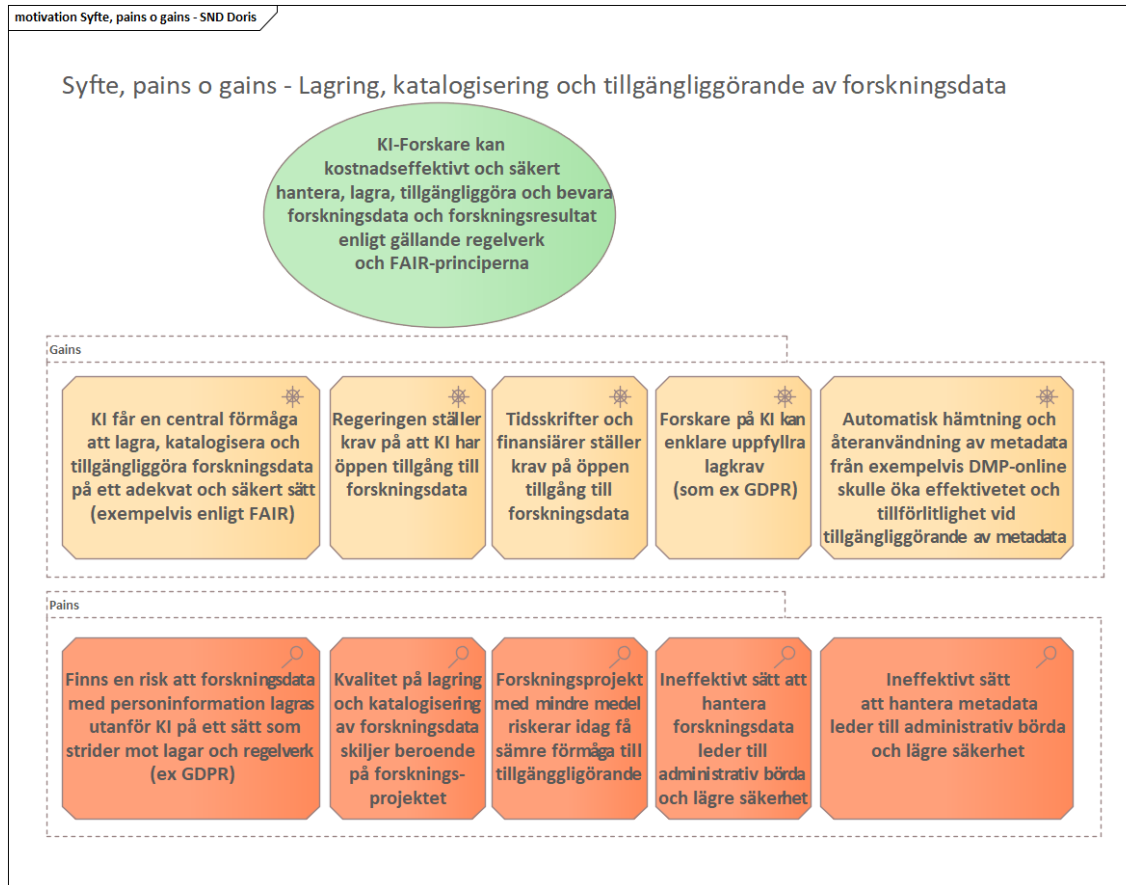 motivation Syfte, pains o gains - SND Doris
Syfte, pains o gains - Lagring, katalogisering och tillgängliggörande av forskningsdata
KI-Forskare kan
kostnadseffektivt och säkert
hantera, lagra, tillgängliggöra och bevara
forskningsdata och forskningsresultat
enligt gällande regelverk
och FAIR-principerna
Gains
KI får en central förmåga
att lagra, katalogisera och
tillgängliggöra forskningsdata
på ett adekvat och säkert sätt
(exempelvis enligt FAIR)
Regeringen ställer
krav på att KI har
öppen tillgång till
forskningsdata
Tidsskrifter och
finansiärer ställer
krav på öppen
tillgång till
forskningsdata
Forskare på KI kan
enklare uppfyllra
lagkrav
(som ex GDPR)
Automatisk hämtning och
återanvändning av metadata
från exempelvis DMP-online
skulle öka effektivetet och
tillförlitlighet vid
tillgängliggörande av metadata
Pains
Finns en risk att forskningsdata
med personinformation lagras
utanför KI på ett sätt som
strider mot lagar och regelverk
(ex GDPR)
Kvalitet på lagring
och katalogisering
av forskningsdata
skiljer beroende
på forsknings-
projektet
Forskningsprojekt
med mindre medel
riskerar idag få
sämre förmåga till
tillgänggligörande
Ineffektivt sätt att
hantera
forskningsdata
leder till
administrativ börda
och lägre säkerhet
Ineffektivt sätt
att hantera metadata
leder till administrativ börda
och lägre säkerhet